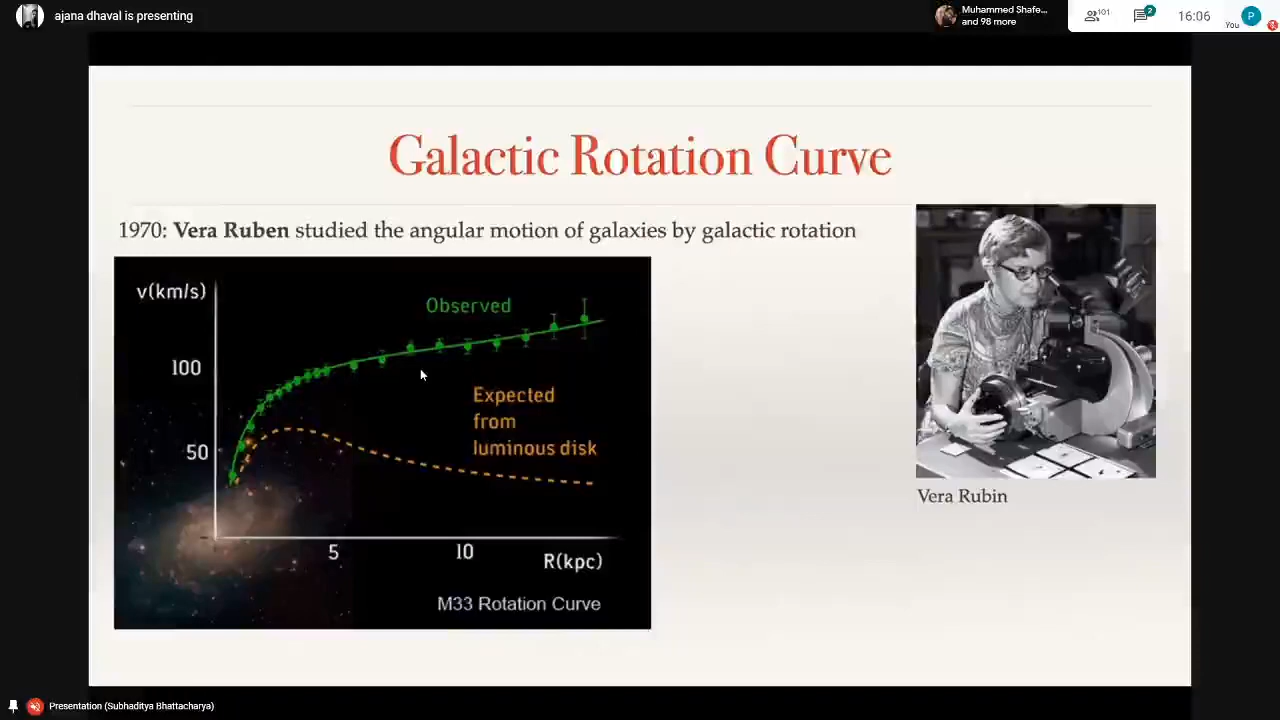 ajana dhaval is presenting
Muhammed Shafe...
and 98 more
101
2
16:06
You
P
Galactic Rotation Curve
1970: Vera Ruben studied the angular motion of galaxies by galactic rotation
v(km/s)
Observed
100
Expected
from
luminous disk
50
5
10
R(kpc)
M33 Rotation Curve
Vera Rubin
Presentation (Subhaditya Bhattacharya)